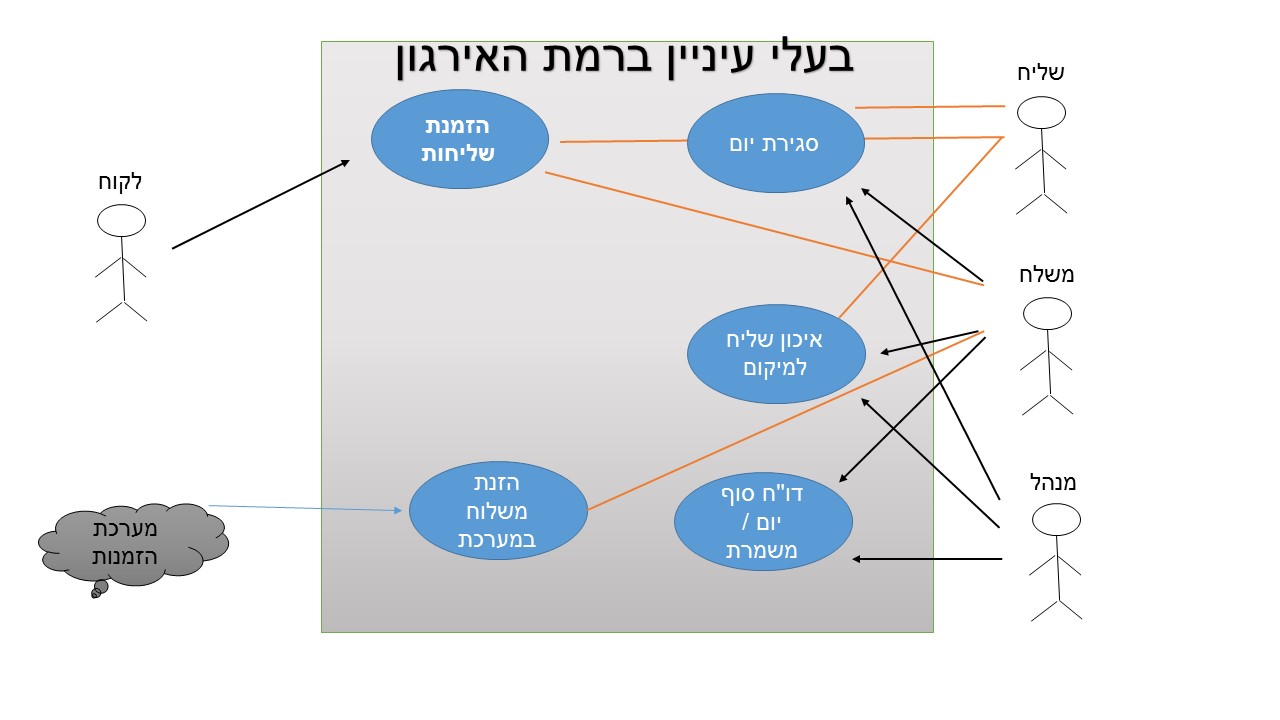 בעלי עיניין ברמת האירגון
שליח
הזמנת
שליחות
סגירת יום
לקוח
משלח
איכון שליח
למיקום
מנהל
הזנת
משלוח
במערכת
דו"ח סוף
יום /
משמרת
מערכת
הזמנות